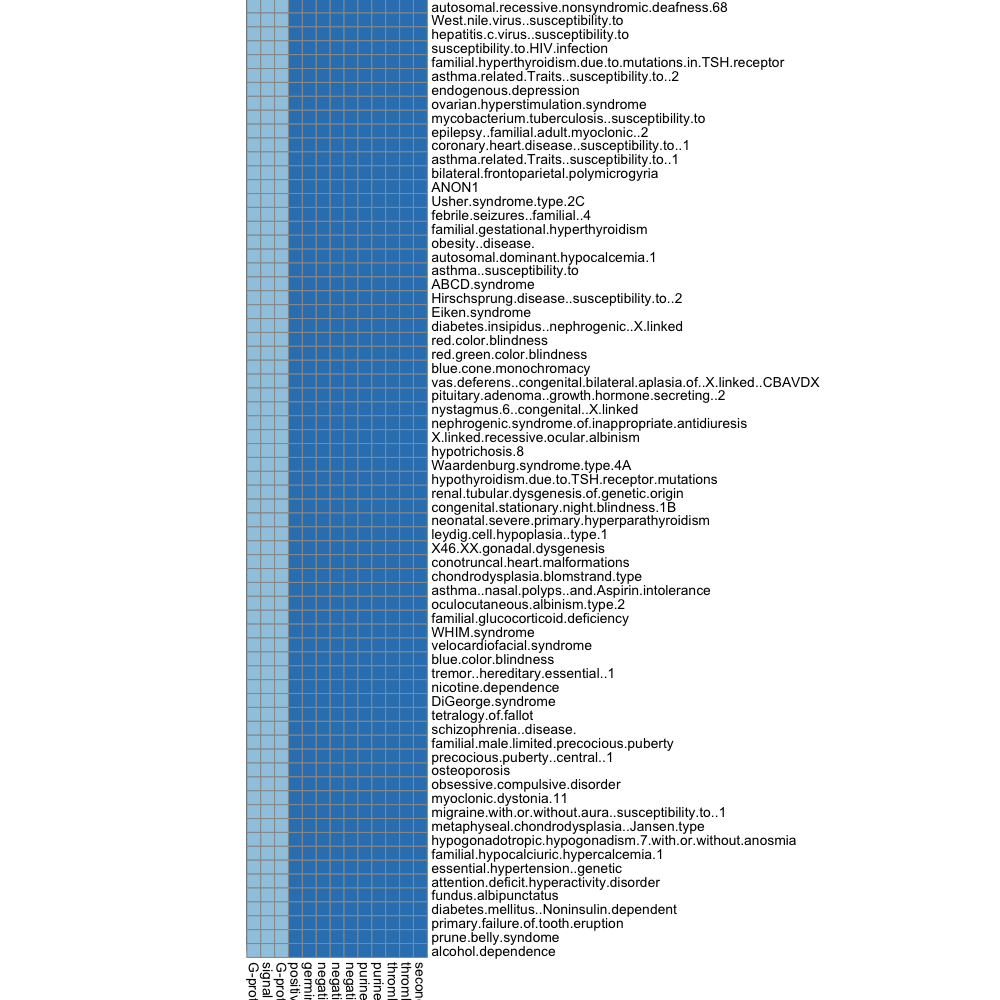 autosomal.recessive.nonsyndromic.deafness.68
West.nile.virus..susceptibility.to
hepatitis.c.virus..susceptibility.to
susceptibility.to.HIV.infection
familial.hyperthyroidism.due.to.mutations.in.TSH.receptor
asthma.related.Traits..susceptibility.to..2
endogenous.depression
ovarian.hyperstimulation.syndrome
mycobacterium.tuberculosis..susceptibility.to
epilepsy..familial.adult.myoclonic..2
coronary.heart.disease..susceptibility.to..1
asthma.related.Traits..susceptibility.to..1
bilateral.frontoparietal.polymicrogyria
ANON1
Usher.syndrome.type.2C
febrile.seizures..familial..4
familial.gestational.hyperthyroidism
obesity..disease.
autosomal.dominant.hypocalcemia.1
asthma..susceptibility.to
ABCD.syndrome
Hirschsprung.disease..susceptibility.to..2
Eiken.syndrome
diabetes.insipidus..nephrogenic..X.linked
red.color.blindness
red.green.color.blindness
blue.cone.monochromacy
vas.deferens..congenital.bilateral.aplasia.of..X.linked..CBAVDX
pituitary.adenoma..growth.hormone.secreting..2
nystagmus.6..congenital..X.linked
nephrogenic.syndrome.of.inappropriate.antidiuresis
X.linked.recessive.ocular.albinism
hypotrichosis.8
Waardenburg.syndrome.type.4A
hypothyroidism.due.to.TSH.receptor.mutations
renal.tubular.dysgenesis.of.genetic.origin
congenital.stationary.night.blindness.1B
neonatal.severe.primary.hyperparathyroidism
leydig.cell.hypoplasia..type.1
X46.XX.gonadal.dysgenesis
conotruncal.heart.malformations
chondrodysplasia.blomstrand.type
asthma..nasal.polyps..and.Aspirin.intolerance
oculocutaneous.albinism.type.2
familial.glucocorticoid.deficiency
WHIM.syndrome
velocardiofacial.syndrome
blue.color.blindness
tremor..hereditary.essential..1
nicotine.dependence
DiGeorge.syndrome
tetralogy.of.fallot
schizophrenia..disease.
familial.male.limited.precocious.puberty
precocious.puberty..central..1
osteoporosis
obsessive.compulsive.disorder
myoclonic.dystonia.11
migraine.with.or.without.aura..susceptibility.to..1
metaphyseal.chondrodysplasia..Jansen.type
hypogonadotropic.hypogonadism.7.with.or.without.anosmia
familial.hypocalciuric.hypercalcemia.1
essential.hypertension..genetic
attention.deficit.hyperactivity.disorder
fundus.albipunctatus
diabetes.mellitus..Noninsulin.dependent
primary.failure.of.tooth.eruption
prune.belly.syndome
alcohol.dependence
G-prot
signal
G-prot
positiv
germin
negati
negati
negati
purine
purine
throml
throml
secon